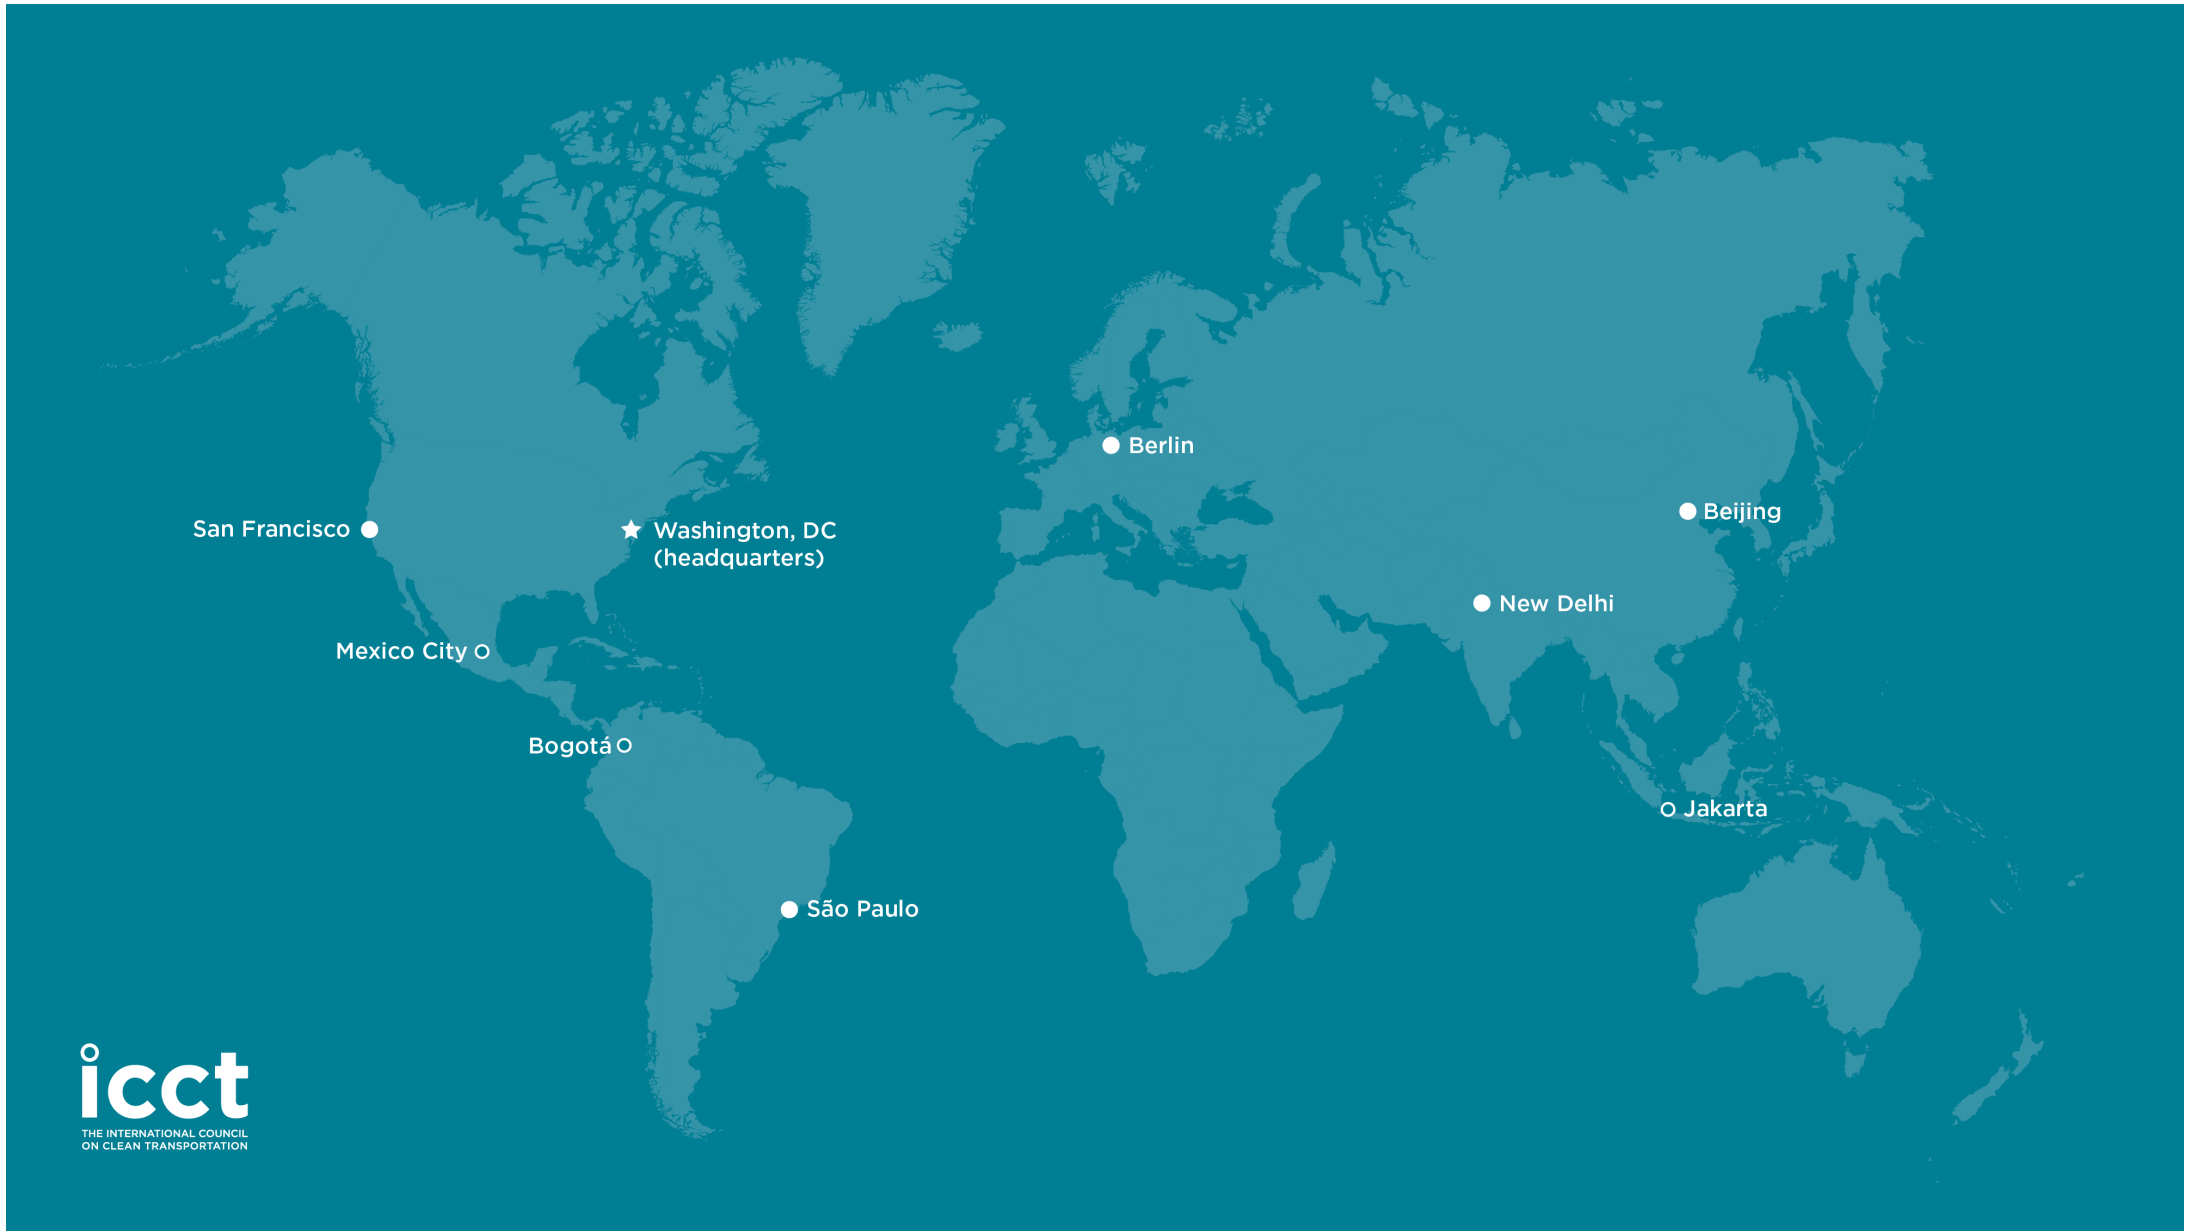 Berlin
Beijing
San Francisco
Washington, DC
(headquarters)
New Delhi
Mexico City
Bogotá
Jakarta
São Paulo
icct
THE INTERNATIONAL COUNCIL
ON CLEAN TRANSPORTATION